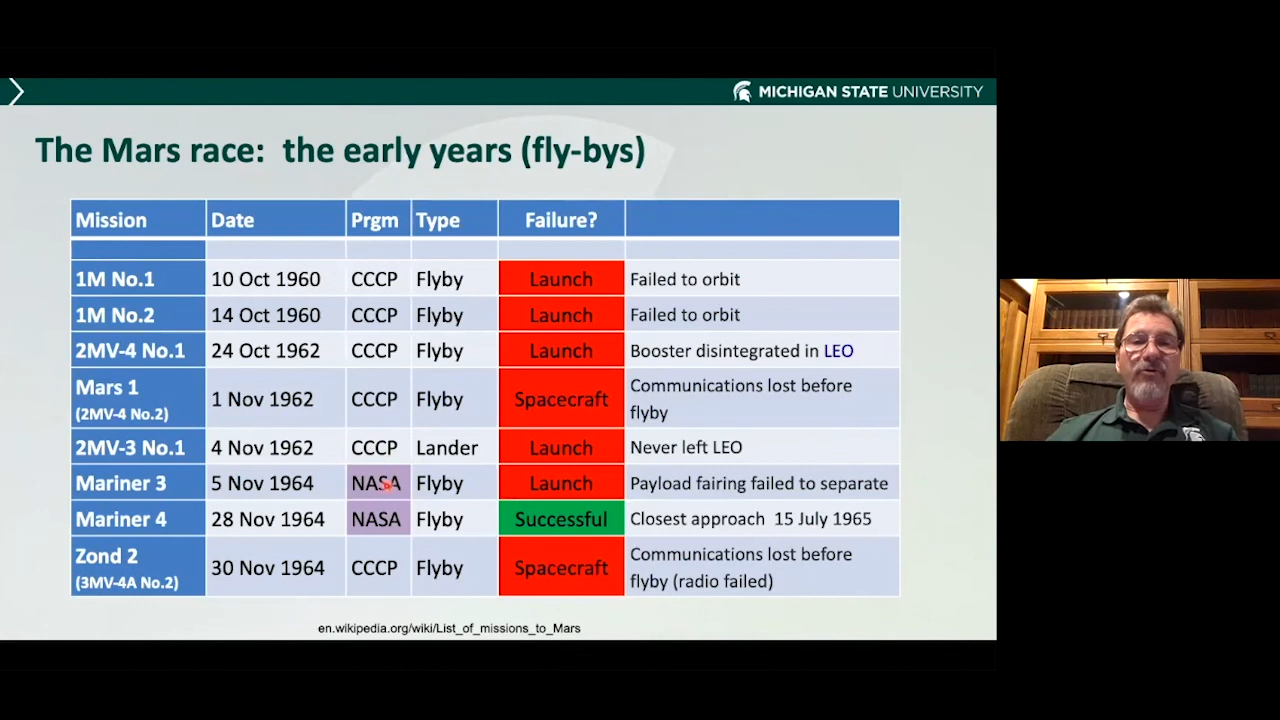 MICHIGAN STATE UNIVERSITY
The Mars race: the early years (fly-bys)
Mission Date Prgm Type Failure?
1M No.1 10 Oct 1960 CCCP Flyby Launch Failed to orbit
1M No.2 14 Oct 1960 CCCP Flyby Launch Failed to orbit
2MV-4 No.1 24 Oct 1962 CCCP Flyby Launch Booster disintegrated in LEO
Mars 1
(2MV-4 No.2)
1 Nov 1962 CCCP Flyby Spacecraft
Communications lost before
flyby
2MV-3 No.1 4 Nov 1962 CCCP Lander Launch Never left LEO
Mariner 3 5 Nov 1964 NASA Flyby Launch Payload fairing failed to separate
Mariner 4 28 Nov 1964 NASA Flyby Successful Closest approach 15 July 1965
Zond 2
(3MV-4A No.2)
30 Nov 1964 CCCP Flyby Spacecraft
Communications lost before
flyby (radio failed)
en.wikipedia.org/wiki/List_of_missions_to_Mars